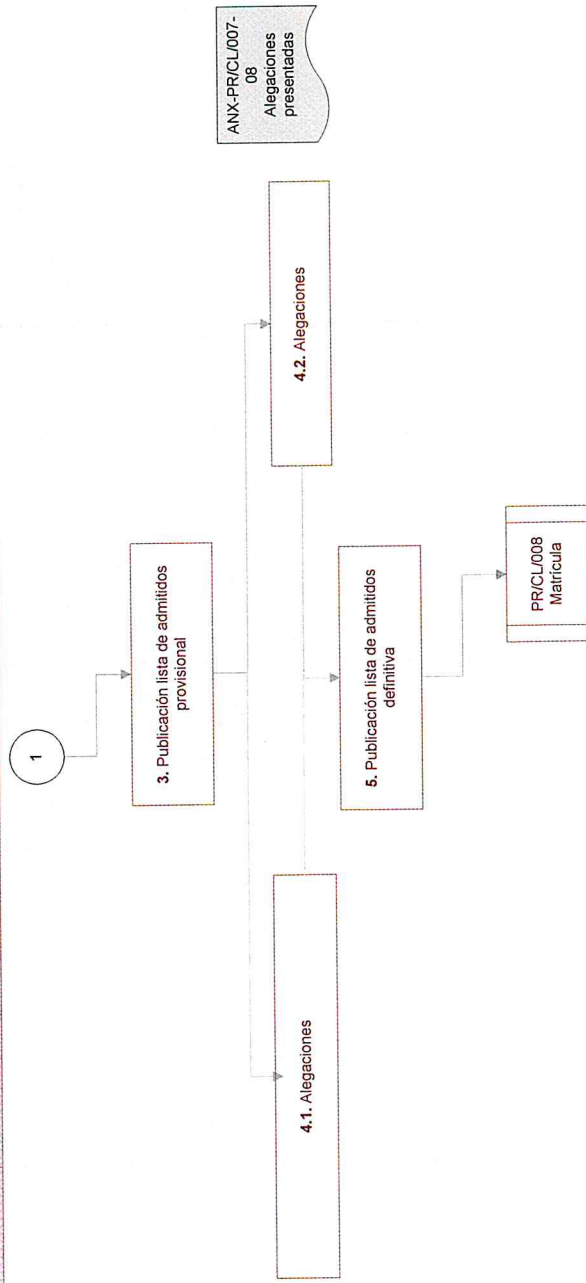 1
3. Publicación lista de admitidos
provisional
4.1. Alegaciones
4.2. Alegaciones
ANX-PR/CL/007-
08
Alegaciones
presentadas
5. Publicación lista de admitidos
definitiva
PR/CL/008
Matrícula